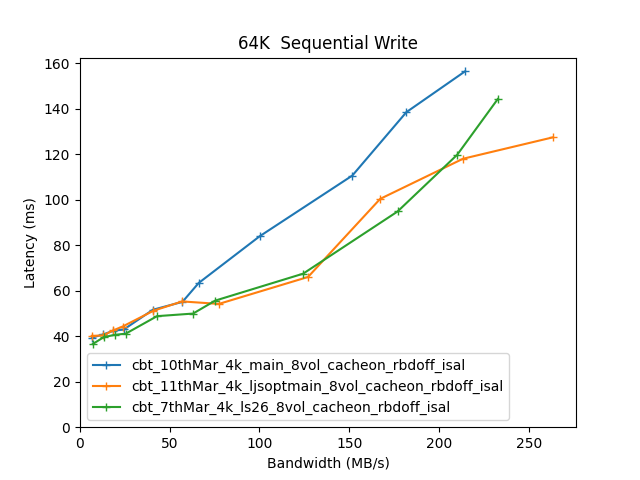 64K  Sequential Write
160
140
120
100
80
60
40
20
0
Latency (ms)
cbt_10thMar_4k_main_8vol_cacheon_rbdoff_isal
cbt_11thMar_4k_ljsoptmain_8vol_cacheon_rbdoff_isal
cbt_7thMar_4k_ls26_8vol_cacheon_rbdoff_isal
0 50 100 150 200 250
Bandwidth (MB/s)